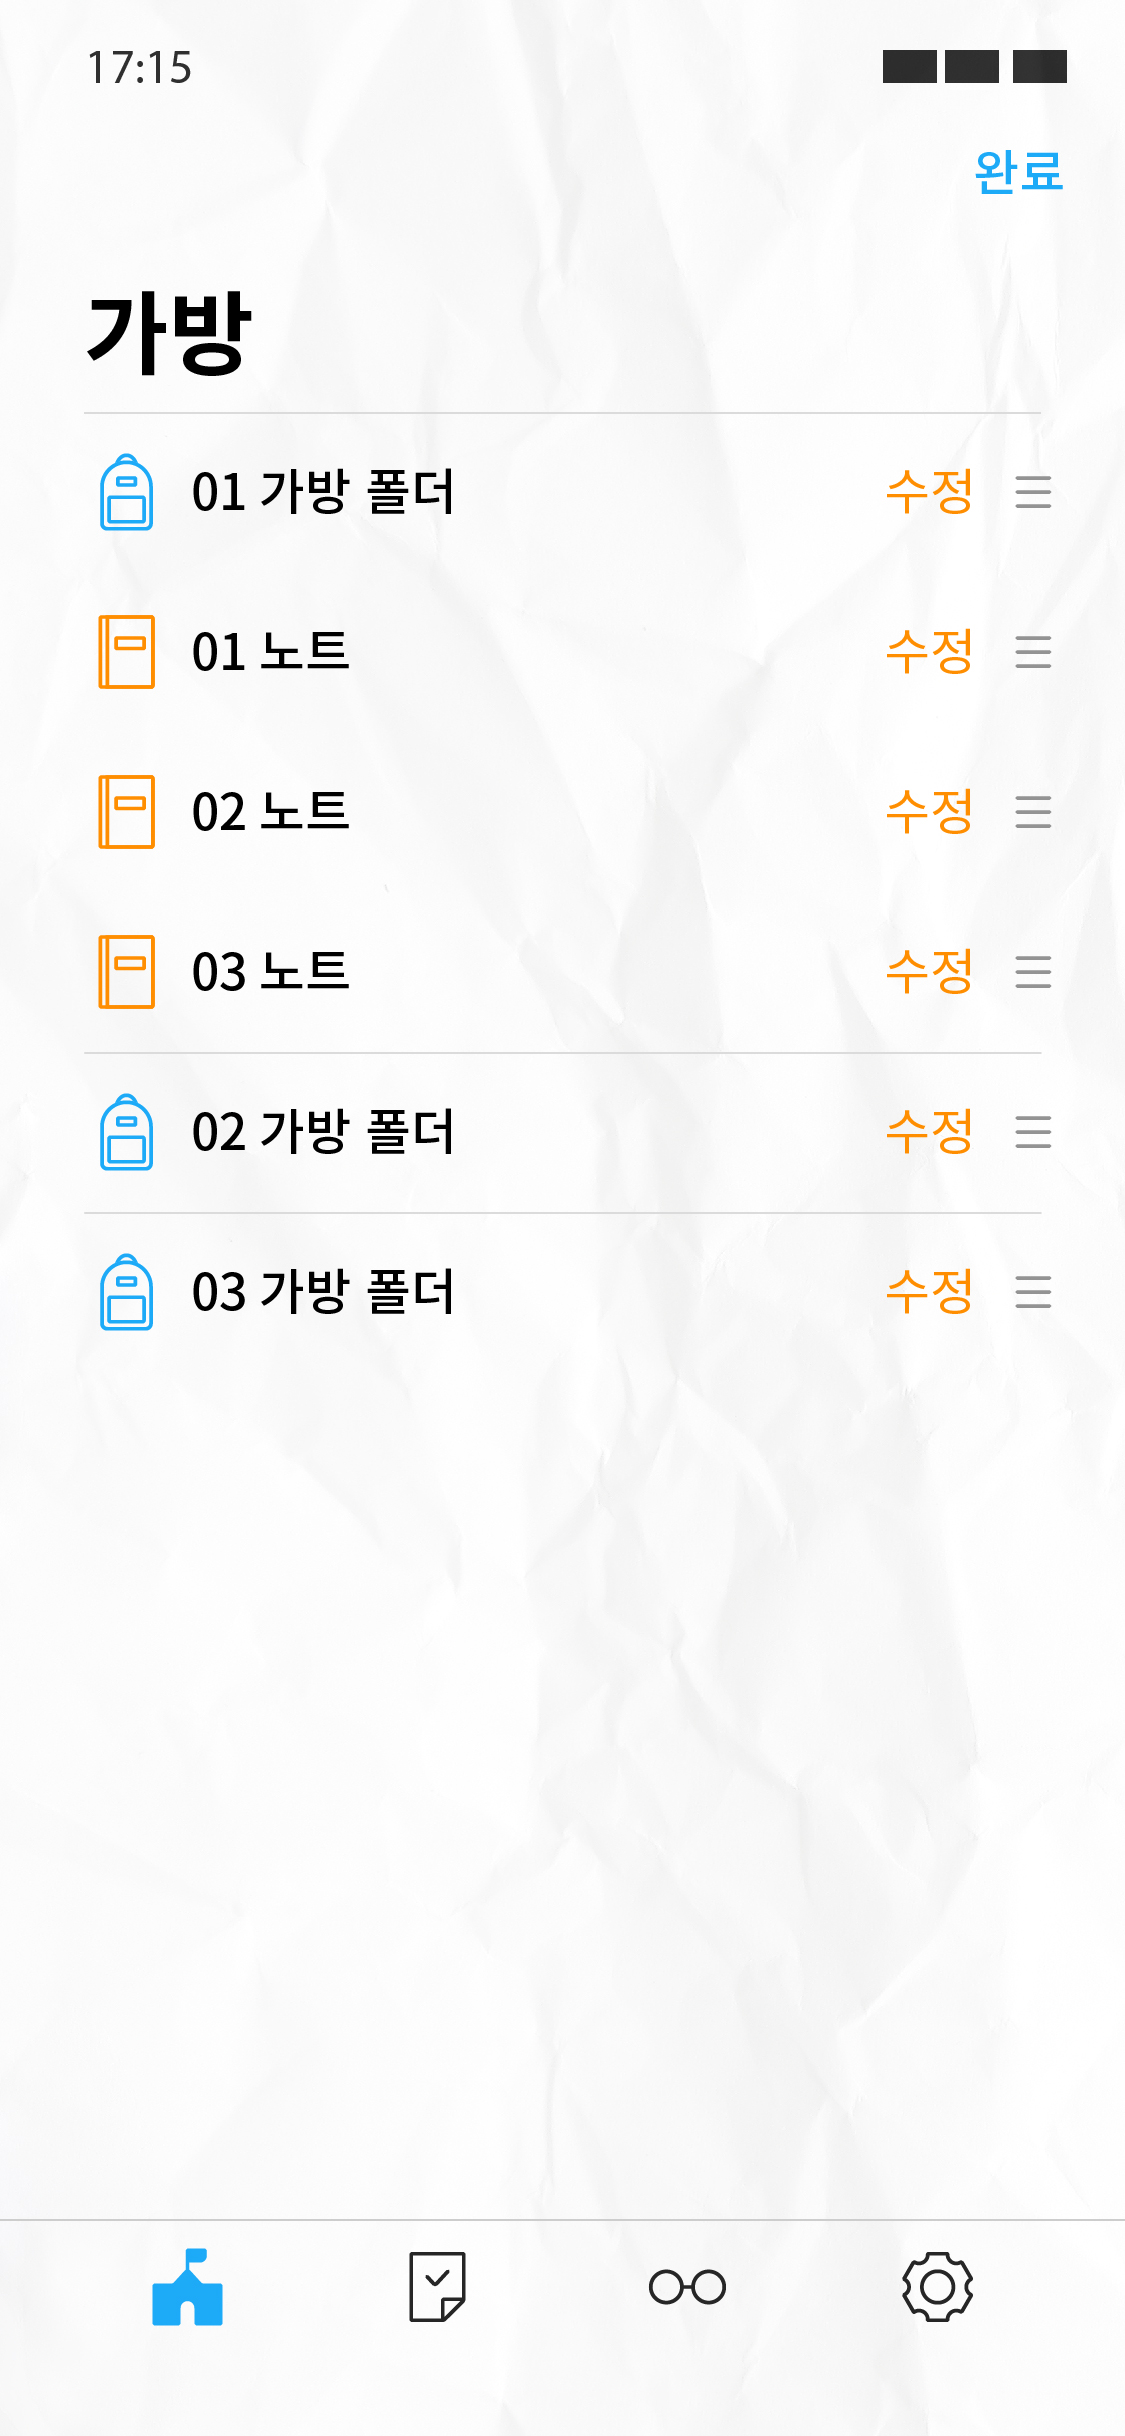 17:15
완료
가방
01 가방 폴더 수정
01 노트 수정
02 노트 수정
03 노트 수정
02 가방 폴더 수정
03 가방 폴더 수정